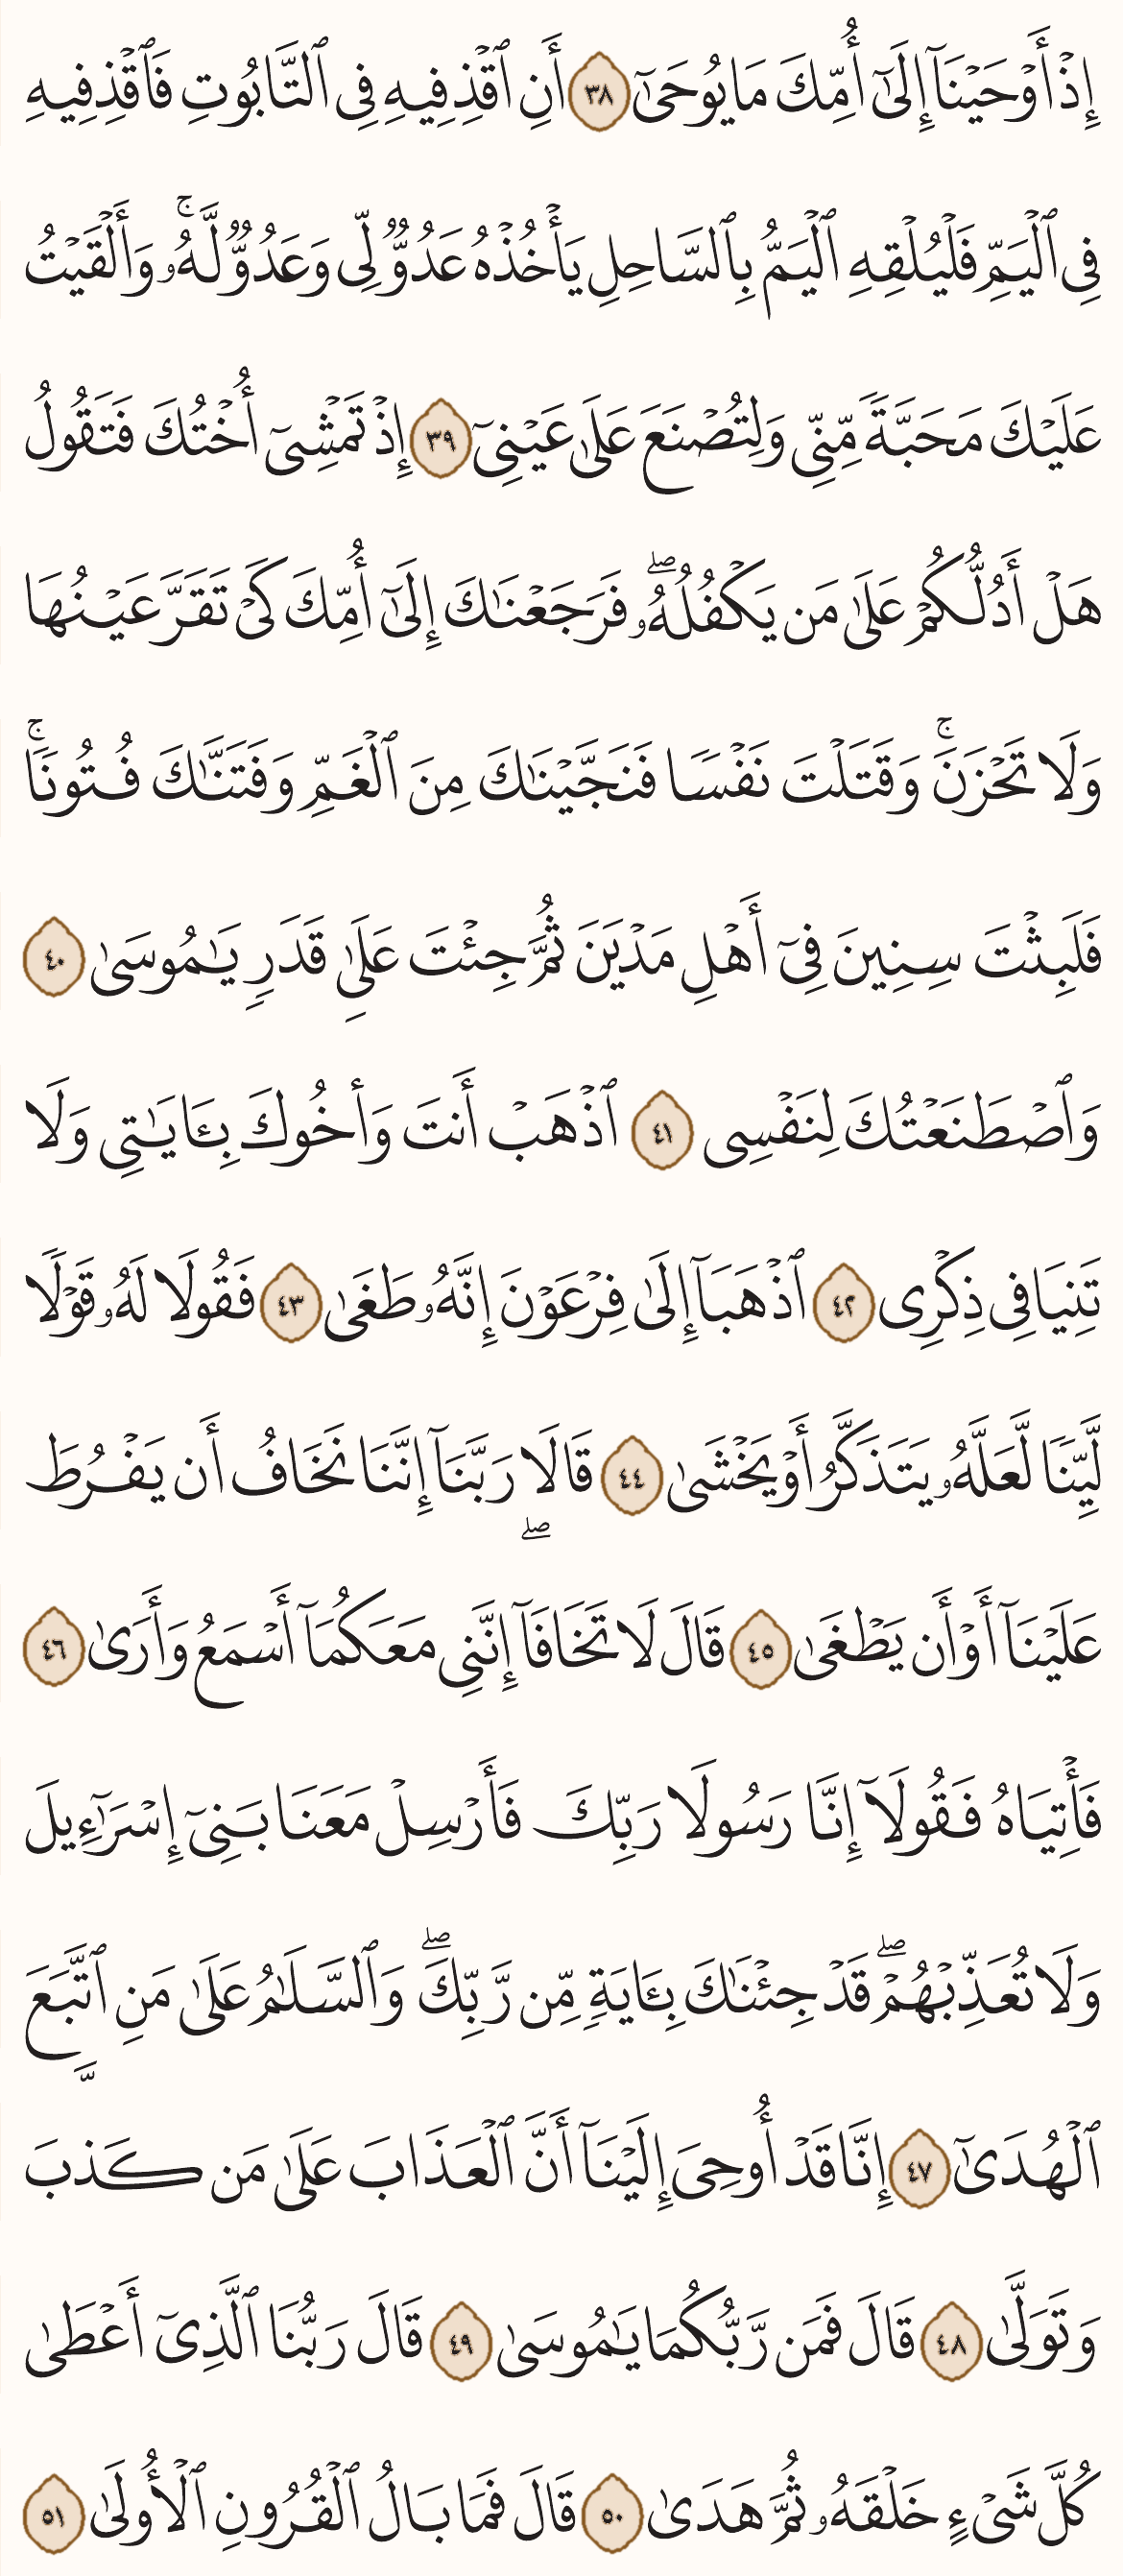 إِذْ أَوْحَيْنَآ إِلَىٰٓ أُمِّكَ مَا يُوحَىٰٓ ٣٨ أَنِ ٱقْذِفِيهِ فِى ٱلتَّابُوتِ فَٱقْذِفِيهِ
فِى ٱلْيَمِّ فَلْيُلْقِهِ ٱلْيَمُّ بِٱلسَّاحِلِ يَأْخُذْهُ عَدُوٌّ لِّى وَعَدُوٌّ لَّهُۥ ۚ وَأَلْقَيْتُ
عَلَيْكَ مَحَبَّةً مِّنِّى وَلِتُصْنَعَ عَلَىٰ عَيْنِىٓ ٣٩ إِذْ تَمْشِىٓ أُخْتُكَ فَتَقُولُ
هَلْ أَدُلُّكُمْ عَلَىٰ مَن يَكْفُلُهُۥ ۖ فَرَجَعْنَٰكَ إِلَىٰٓ أُمِّكَ كَىْ تَقَرَّ عَيْنُهَا
وَلَا تَحْزَنَ ۚ وَقَتَلْتَ نَفْسًا فَنَجَّيْنَٰكَ مِنَ ٱلْغَمِّ وَفَتَنَّٰكَ فُتُونًا ۚ
فَلَبِثْتَ سِنِينَ فِىٓ أَهْلِ مَدْيَنَ ثُمَّ جِئْتَ عَلَىٰ قَدَرٍ يَٰمُوسَىٰ ٤٠
وَٱصْطَنَعْتُكَ لِنَفْسِى ٤١ ٱذْهَبْ أَنتَ وَأَخُوكَ بِـَٔايَٰتِى وَلَا
تَنِيَا فِى ذِكْرِى ٤٢ ٱذْهَبَآ إِلَىٰ فِرْعَوْنَ إِنَّهُۥ طَغَىٰ ٤٣ فَقُولَا لَهُۥ قَوْلًا
لَّيِّنًا لَّعَلَّهُۥ يَتَذَكَّرُ أَوْ يَخْشَىٰ ٤٤ قَالَا رَبَّنَآ إِنَّنَا نَخَافُ أَن يَفْرُطَ
عَلَيْنَآ أَوْ أَن يَطْغَىٰ ٤٥ قَالَ لَا تَخَافَآ ۖ إِنَّنِى مَعَكُمَآ أَسْمَعُ وَأَرَىٰ ٤٦
فَأْتِيَاهُ فَقُولَآ إِنَّا رَسُولَا رَبِّكَ فَأَرْسِلْ مَعَنَا بَنِىٓ إِسْرَٰٓءِيلَ
وَلَا تُعَذِّبْهُمْ ۖ قَدْ جِئْنَٰكَ بِـَٔايَةٍ مِّن رَّبِّكَ ۖ وَٱلسَّلَٰمُ عَلَىٰ مَنِ ٱتَّبَعَ
ٱلْهُدَىٰٓ ٤٧ إِنَّا قَدْ أُوحِىَ إِلَيْنَآ أَنَّ ٱلْعَذَابَ عَلَىٰ مَن كَذَّبَ
وَتَوَلَّىٰ ٤٨ قَالَ فَمَن رَّبُّكُمَا يَٰمُوسَىٰ ٤٩ قَالَ رَبُّنَا ٱلَّذِىٓ أَعْطَىٰ
كُلَّ شَىْءٍ خَلْقَهُۥ ثُمَّ هَدَىٰ ٥٠ قَالَ فَمَا بَالُ ٱلْقُرُونِ ٱلْأُولَىٰ ٥١